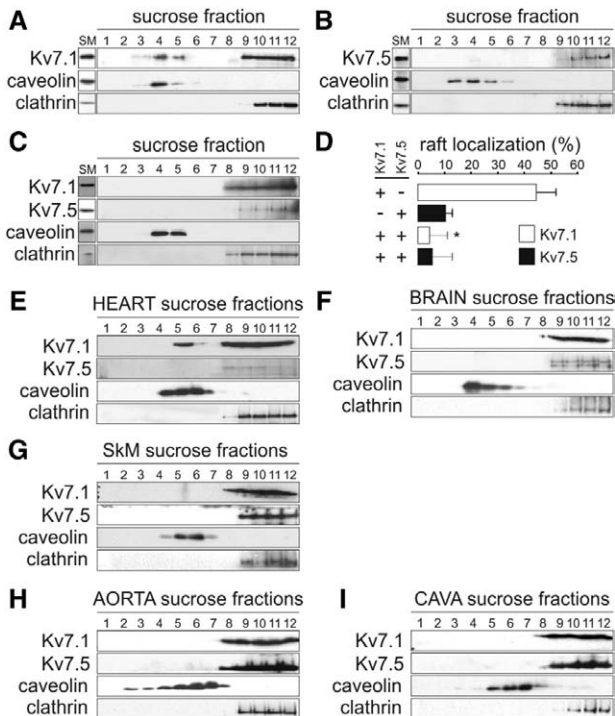 A
sucrose fraction
SM 1 2 3 4 5 6 7 8 9 10 11 12
Kv7.1
caveolin
clathrin
B
sucrose fraction
SM 1 2 3 4 5 6 7 8 9 10 11 12
Kv7.5
caveolin
clathrin
C
sucrose fraction
SM 1 2 3 4 5 6 7 8 9 10 11 12
Kv7.1
Kv7.5
caveolin
clathrin
D
Kv7.1 Kv7.5 raft localization (%)
0 20 40 60
+ -
- +
+ + * Kv7.1
+ + Kv7.5
E
HEART sucrose fractions
1 2 3 4 5 6 7 8 9 10 11 12
Kv7.1
Kv7.5
caveolin
clathrin
F
BRAIN sucrose fractions
1 2 3 4 5 6 7 8 9 10 11 12
Kv7.1
Kv7.5
caveolin
clathrin
G
SkM sucrose fractions
1 2 3 4 5 6 7 8 9 10 11 12
Kv7.1
Kv7.5
caveolin
clathrin
H
AORTA sucrose fractions
1 2 3 4 5 6 7 8 9 10 11 12
Kv7.1
Kv7.5
caveolin
clathrin
I
CAVA sucrose fractions
1 2 3 4 5 6 7 8 9 10 11 12
Kv7.1
Kv7.5
caveolin
clathrin